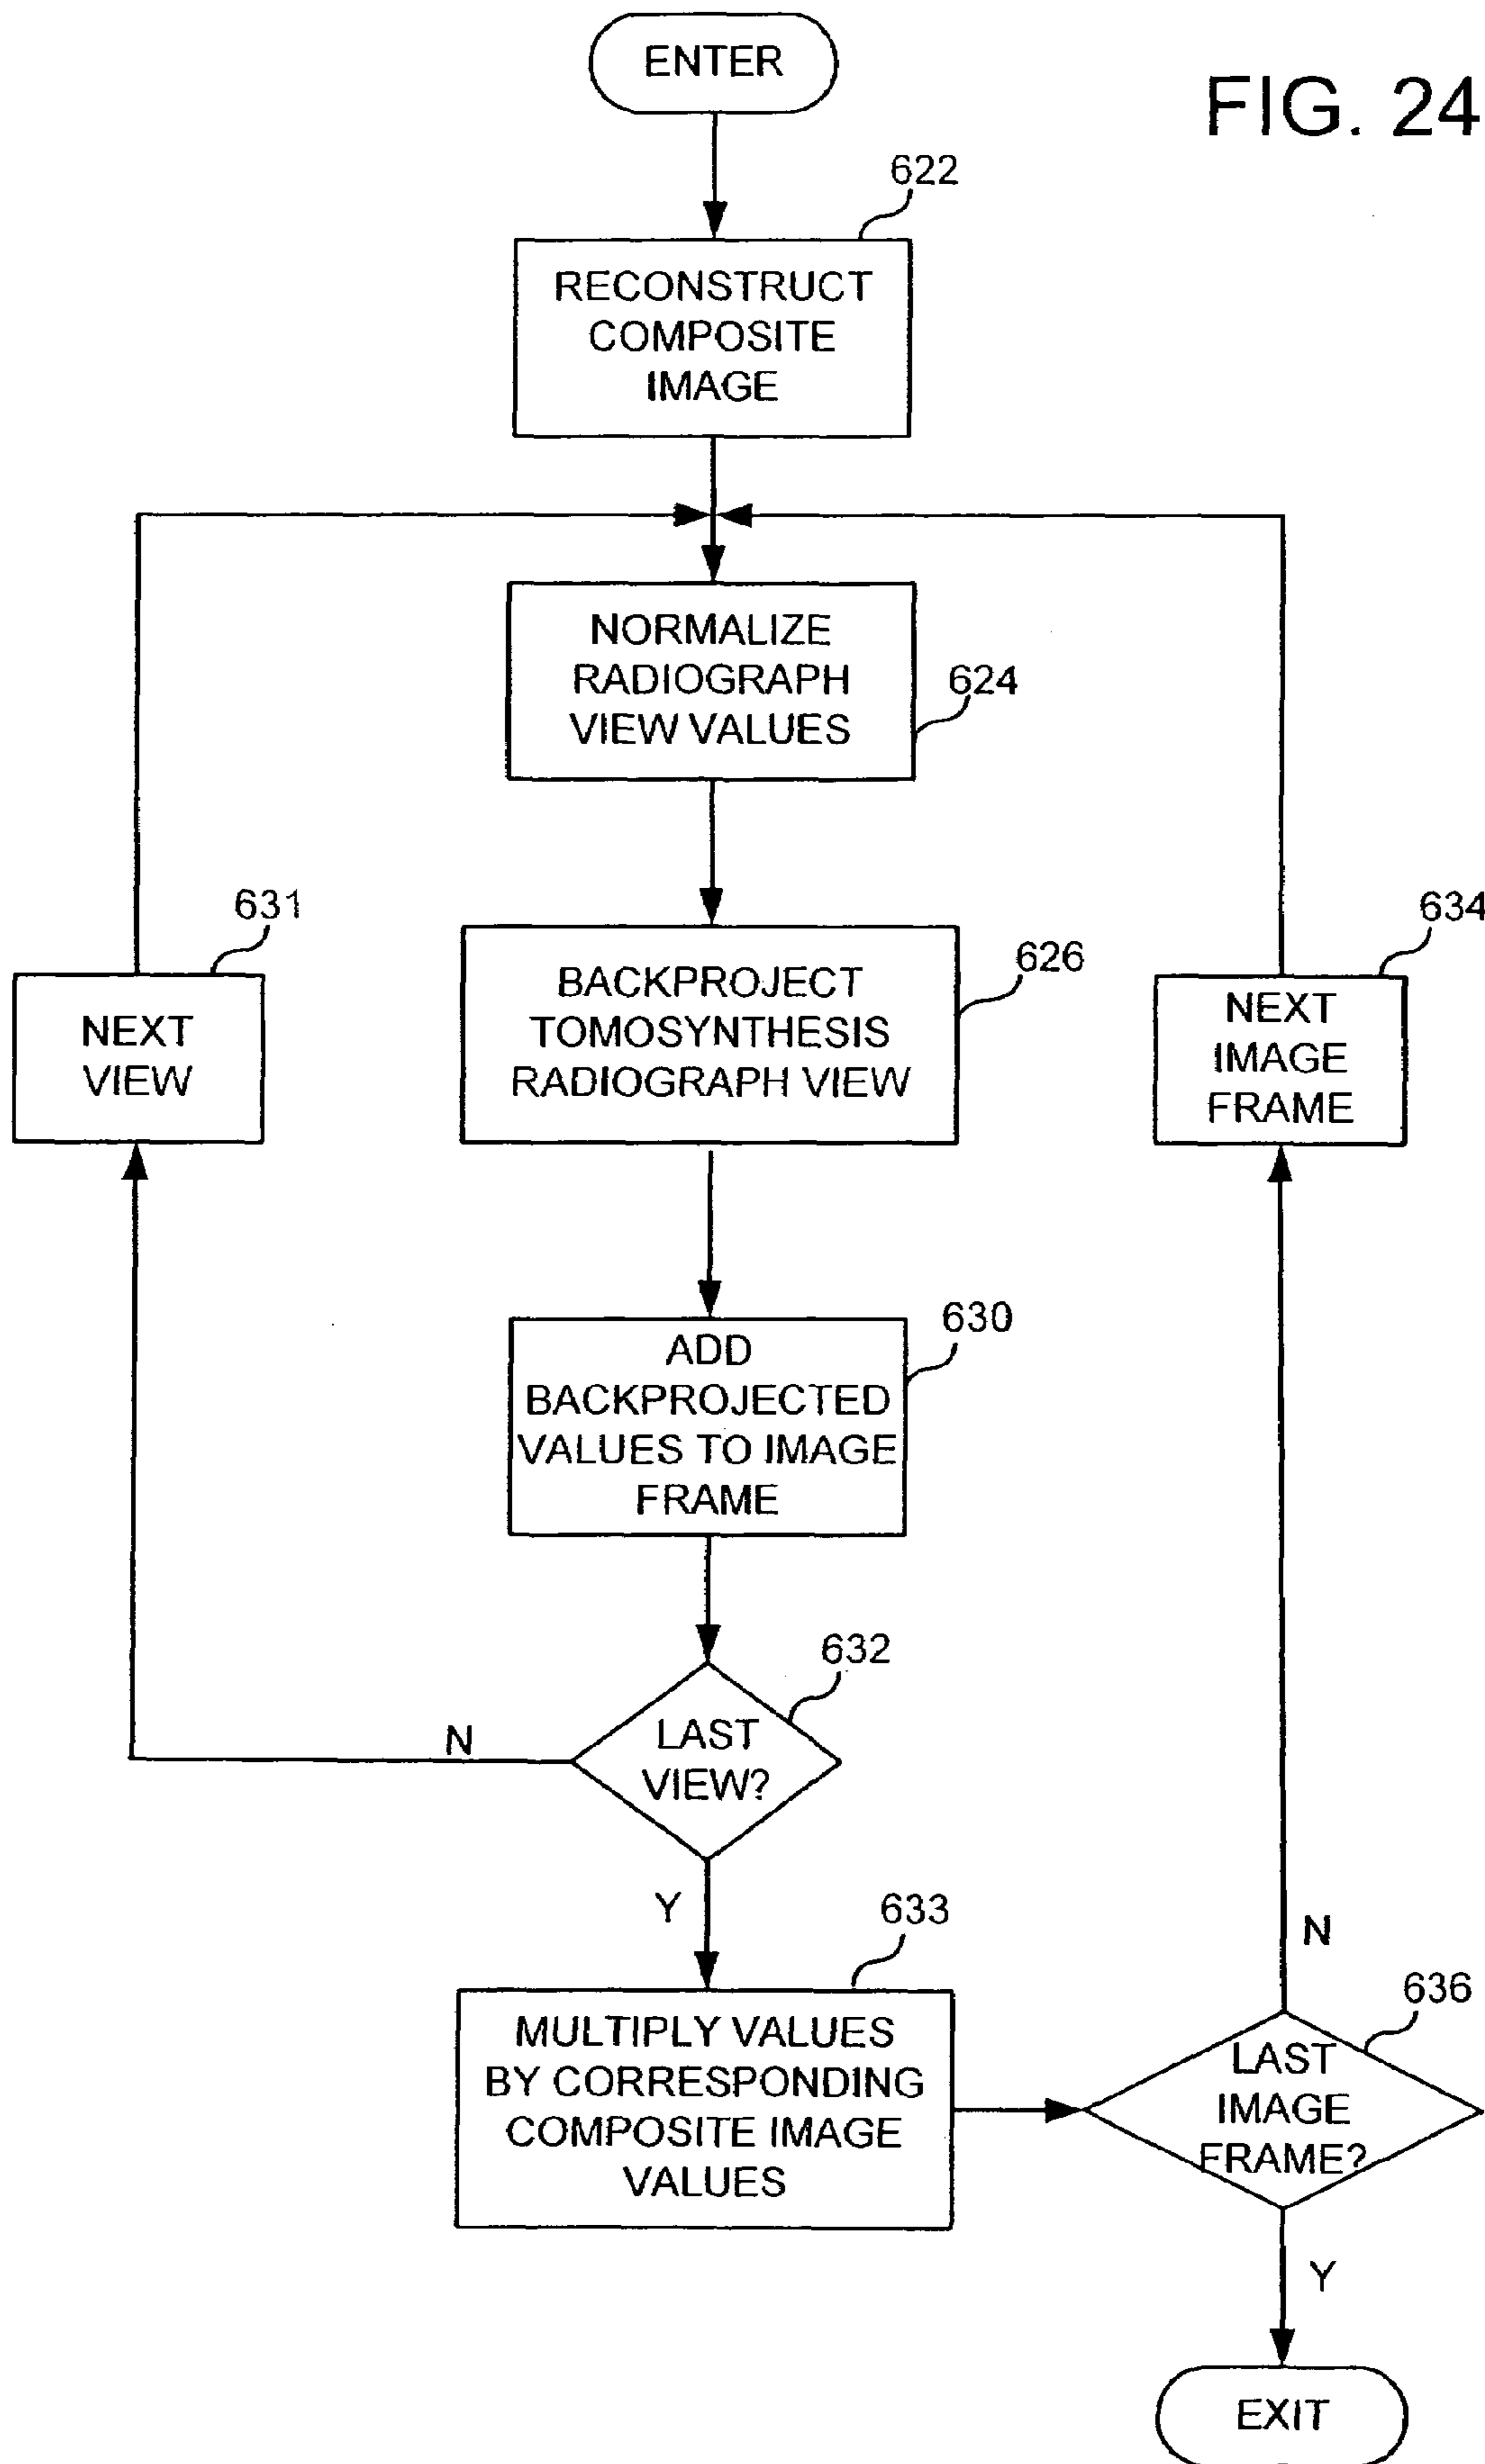 ENTER
FIG. 24
622
RECONSTRUCT
COMPOSITE
IMAGE
NORMALIZE
RADIOGRAPH
VIEW VALUES
624
631
NEXT
VIEW
BACKPROJECT
TOMOSYNTHESIS
RADIOGRAPH VIEW
626
634
NEXT
IMAGE
FRAME
ADD
BACKPROJECTED
VALUES TO IMAGE
FRAME
630
632
LAST
VIEW?
N
Y
633
MULTIPLY VALUES
BY CORRESPONDING
COMPOSITE IMAGE
VALUES
N
636
LAST
IMAGE
FRAME?
Y
EXIT